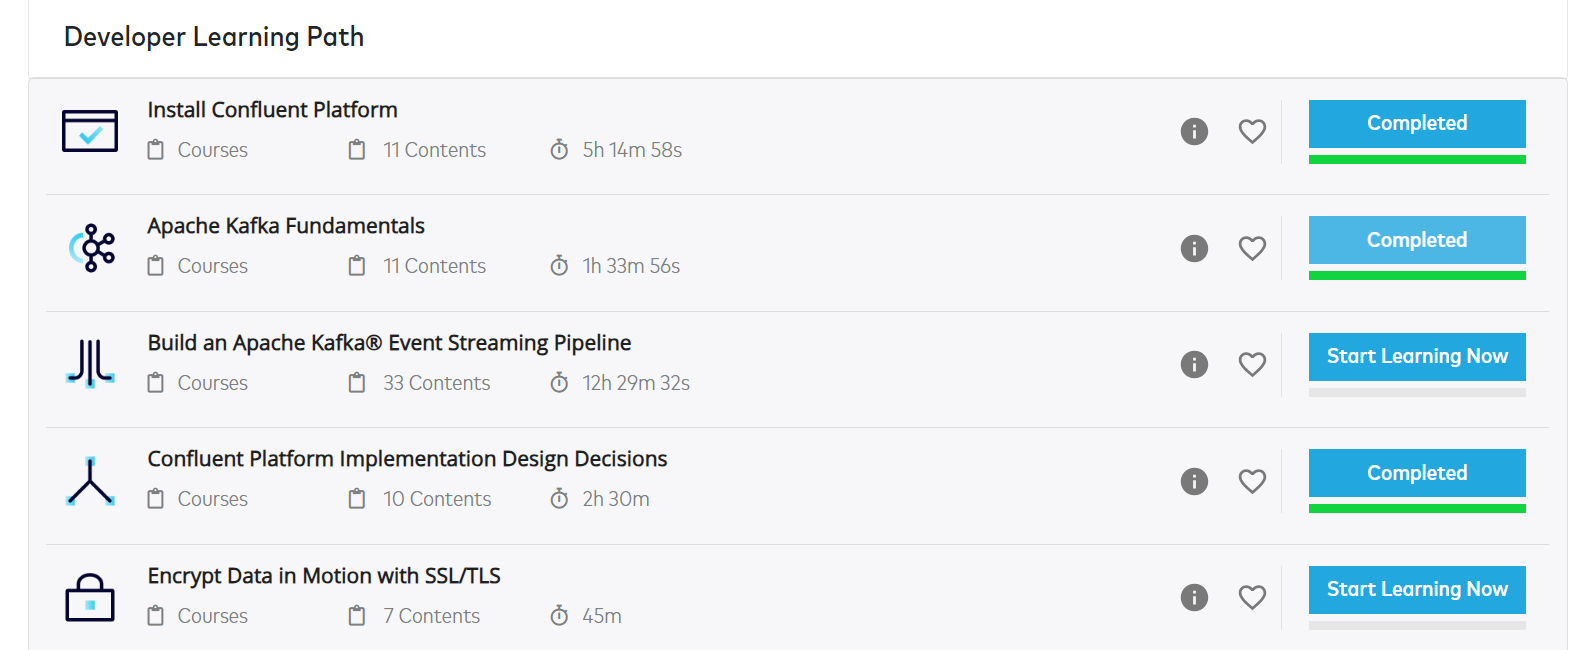 Developer Learning Path
Install Confluent Platform
Courses 11 Contents 5h 14m 58s
Completed
Apache Kafka Fundamentals
Courses 11 Contents 1h 33m 56s
Completed
Build an Apache Kafka® Event Streaming Pipeline
Courses 33 Contents 12h 29m 32s
Start Learning Now
Confluent Platform Implementation Design Decisions
Courses 10 Contents 2h 30m
Completed
Encrypt Data in Motion with SSL/TLS
Courses 7 Contents 45m
Start Learning Now